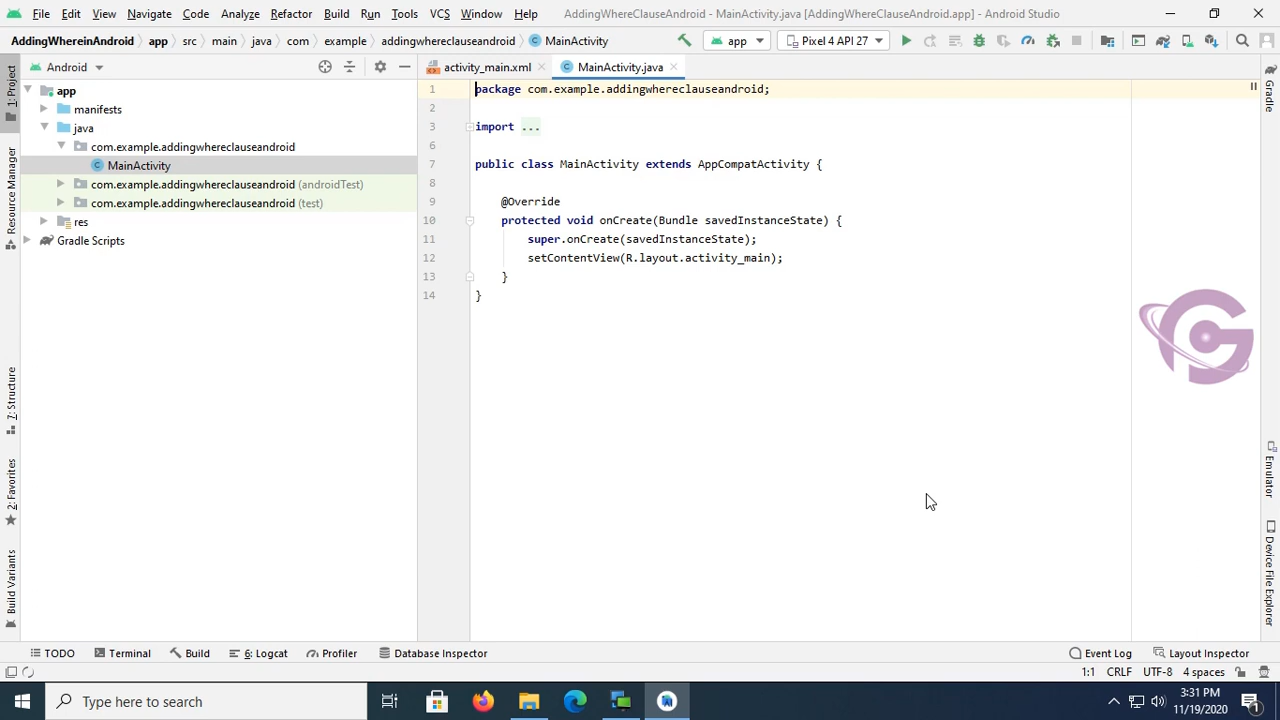 File Edit View Navigate Code Analyze Refactor Build Run Tools VCS Window Help AddingWhereClauseAndroid - MainActivity.java [AddingWhereClauseAndroid.app] - Android Studio
AddingWhereinAndroid app src main java com example addingwhereclauseandroid MainActivity app Pixel 4 API 27
Android
activity_main.xml MainActivity.java
app
manifests
java
com.example.addingwhereclauseandroid
MainActivity
com.example.addingwhereclauseandroid (androidTest)
com.example.addingwhereclauseandroid (test)
res
Gradle Scripts
1: Project
Resource Manager
7: Structure
2: Favorites
Build Variants
1 package com.example.addingwhereclauseandroid;
2
3 import ...
6
7 public class MainActivity extends AppCompatActivity {
8
9 @Override
10 protected void onCreate(Bundle savedInstanceState) {
11 super.onCreate(savedInstanceState);
12 setContentView(R.layout.activity_main);
13 }
14 }
Gradle
Emulator
Device File Explorer
TODO Terminal Build 6: Logcat Profiler Database Inspector Event Log Layout Inspector
1:1 CRLF UTF-8 4 spaces
Type here to search
3:31 PM
11/19/2020
1